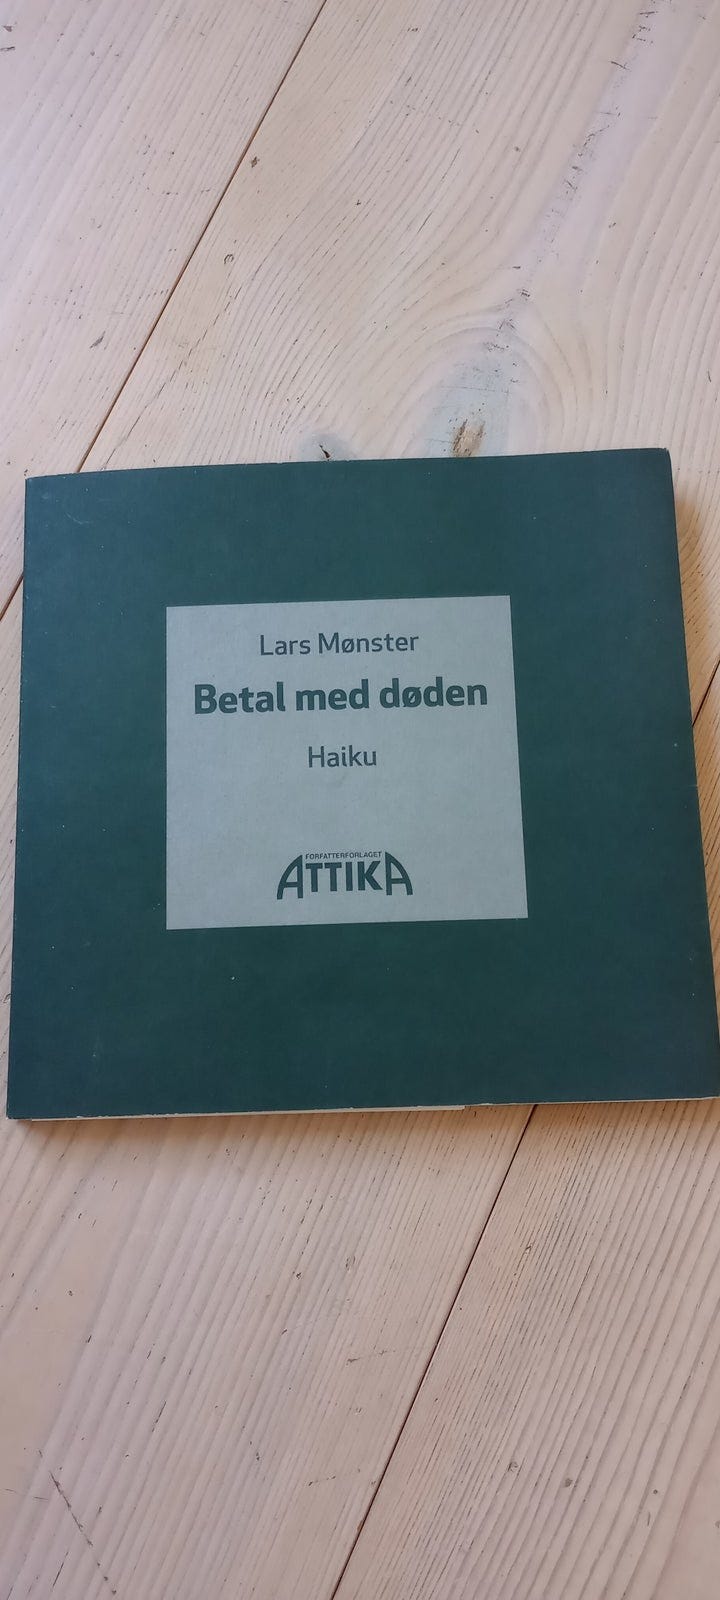 Lars Mønster
Betal med døden
Haiku
FORFATTERFORLAGET
ATTIKA